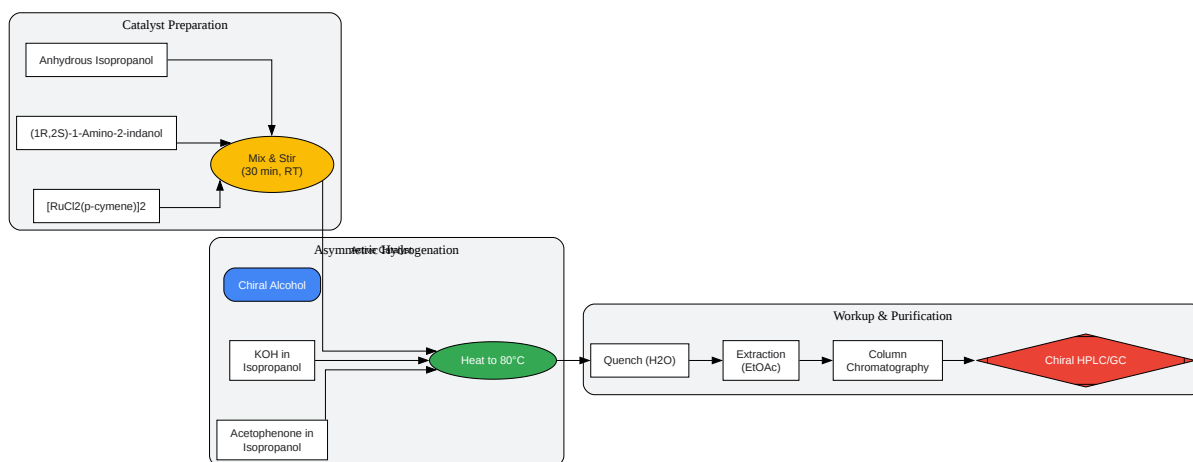 Catalyst Preparation
Anhydrous Isopropanol
(1R,2S)-1-Amino-2-indanol
Mix & Stir
(30 min, RT)
[RuCl2(p-cymene)]2
Asymmetric Hydrogenation
Chiral Alcohol
KOH in
Isopropanol
Heat to 80°C
Acetophenone in
Isopropanol
Workup & Purification
Quench (H2O)
Extraction
(EtOAc)
Column
Chromatography
Chiral HPLC/GC